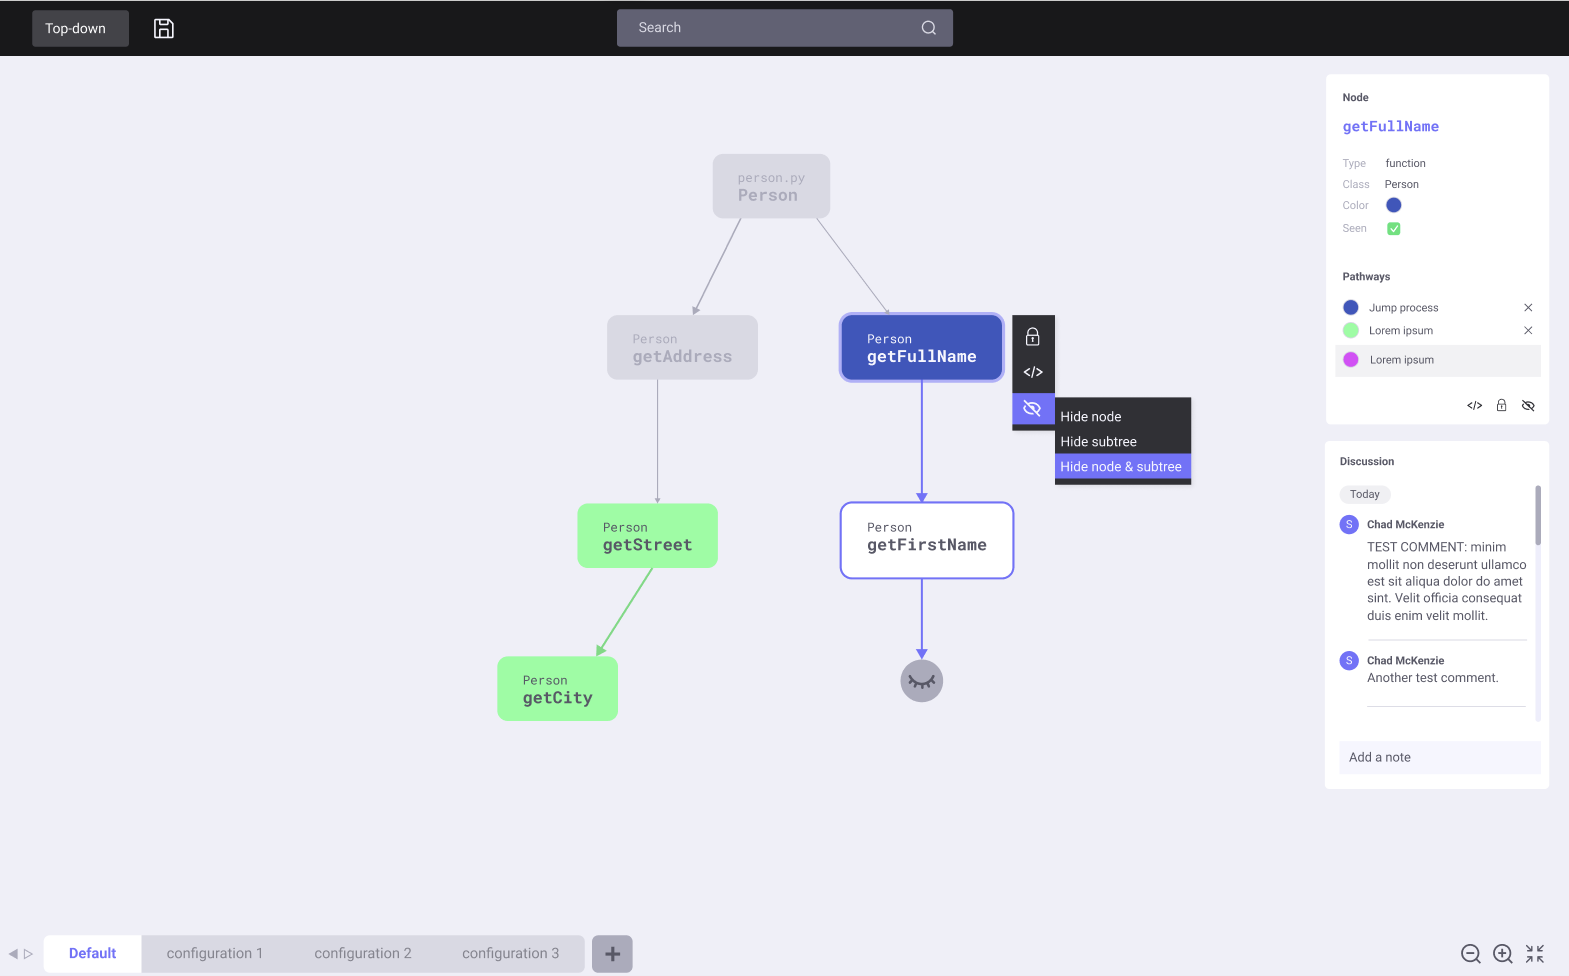 Top-down
Search
person.py
Person
Person
getAddress
Person
getFullName
Hide node
Hide subtree
Hide node & subtree
Person
getStreet
Person
getFirstName
Person
getCity
Node
getFullName
Type function
Class Person
Color
Seen
Pathways
Jump process
Lorem ipsum
Lorem ipsum
</>
</>
Discussion
Today
S Chad McKenzie
TEST COMMENT: minim
mollit non deserunt ullamco
est sit aliqua dolor do amet
sint. Velit officia consequat
duis enim velit mollit.
S Chad McKenzie
Another test comment.
Add a note
Default configuration 1 configuration 2 configuration 3